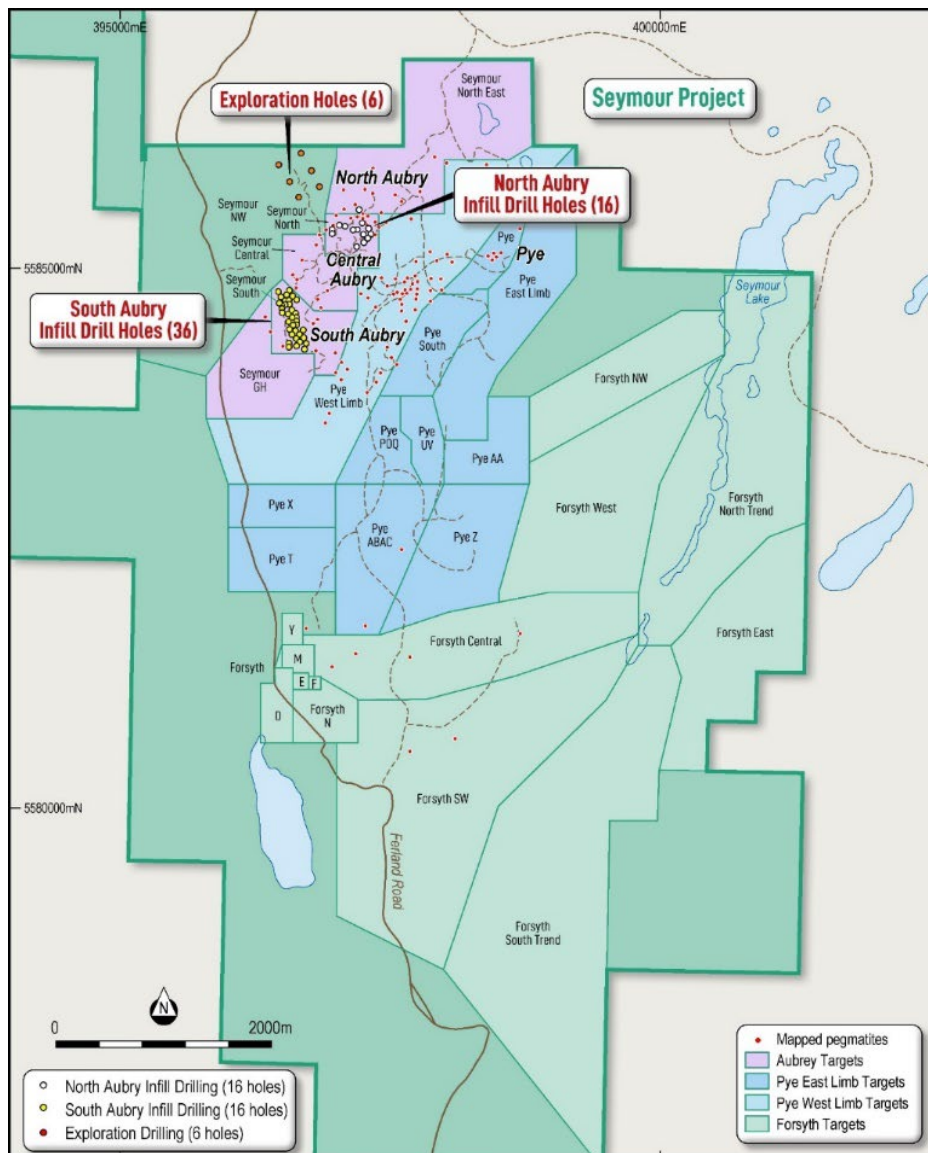 395000mE
400000mE
Seymour
North East
Exploration Holes (6)
Seymour Project
North Aubry
North Aubry
Infill Drill Holes (16)
Seymour
NW
Seymour
North
Seymour
Central
Central
Aubry
Pye
Pye
5585000mN
Seymour
South
Pye
East Limb
Seymour
Lake
South Aubry
Infill Drill Holes (36)
South Aubry
Pye
South
Seymour
GH
Pye
West Limb
Forsyth NW
Pye
PDQ
Pye
UV
Pye AA
Pye X
Forsyth West
Forsyth
North Trend
Pye T
Pye
ABAC
Pye Z
Y
Forsyth Central
Forsyth East
Forsyth
M
E
F
D
Forsyth
N
Forsyth SW
5580000mN
Ferland Road
Forsyth
South Trend
N
0
2000m
North Aubry Infill Drilling (16 holes)
South Aubry Infill Drilling (16 holes)
Exploration Drilling (6 holes)
Mapped pegmatites
Aubrey Targets
Pye East Limb Targets
Pye West Limb Targets
Forsyth Targets